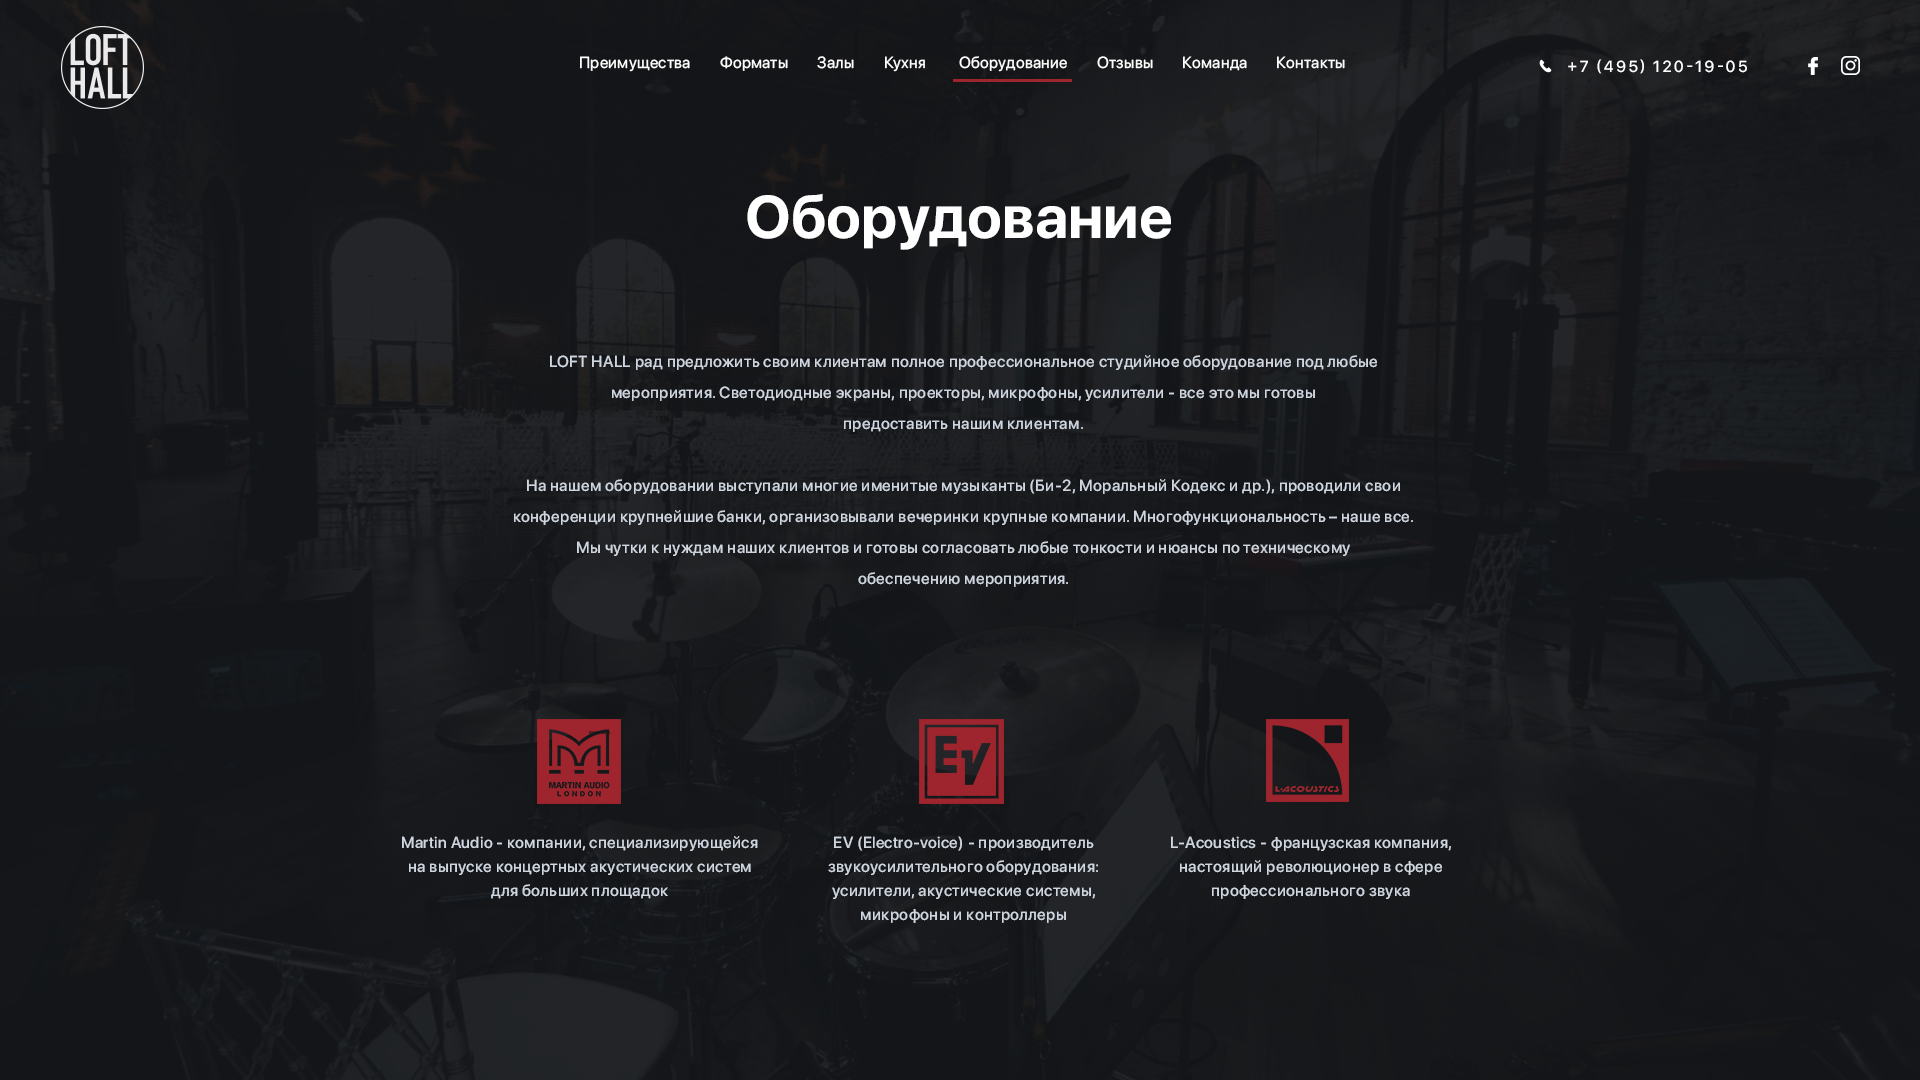 LOFT
HALL
Преимущества Форматы Залы Кухня Оборудование Отзывы Команда Контакты
+7 (495) 120-19-05
Оборудование
LOFT HALL рад предложить своим клиентам полное профессиональное студийное оборудование под любые
мероприятия. Светодиодные экраны, проекторы, микрофоны, усилители - все это мы готовы
предоставить нашим клиентам.
На нашем оборудовании выступали многие именитые музыканты (Би-2, Моральный Кодекс и др.), проводили свои
конференции крупнейшие банки, организовывали вечеринки крупные компании. Многофункциональность – наше все.
Мы чутки к нуждам наших клиентов и готовы согласовать любые тонкости и нюансы по техническому
обеспечению мероприятия.
MARTIN AUDIO
LONDON
Martin Audio - компании, специализирующейся
на выпуске концертных акустических систем
для больших площадок
EV
EV (Electro-voice) - производитель
звукоусилительного оборудования:
усилители, акустические системы,
микрофоны и контроллеры
L-ACOUSTICS
L-Acoustics - французская компания,
настоящий революционер в сфере
профессионального звука